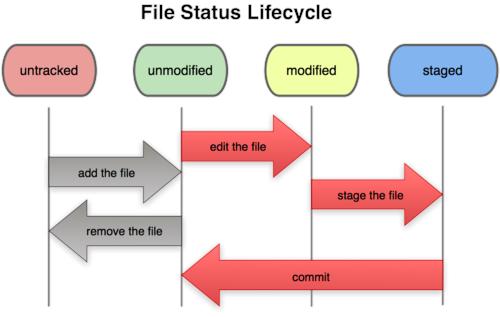 File Status Lifecycle
untracked
unmodified
modified
staged
edit the file
add the file
stage the file
remove the file
commit